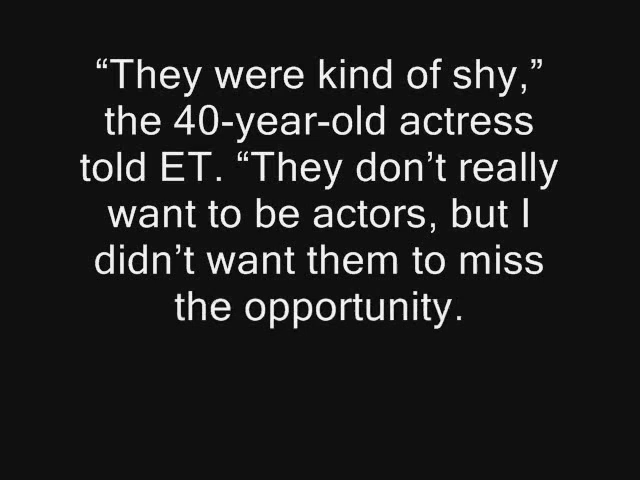 “They were kind of shy,”
the 40-year-old actress
told ET. “They don’t really
want to be actors, but I
didn’t want them to miss
the opportunity.